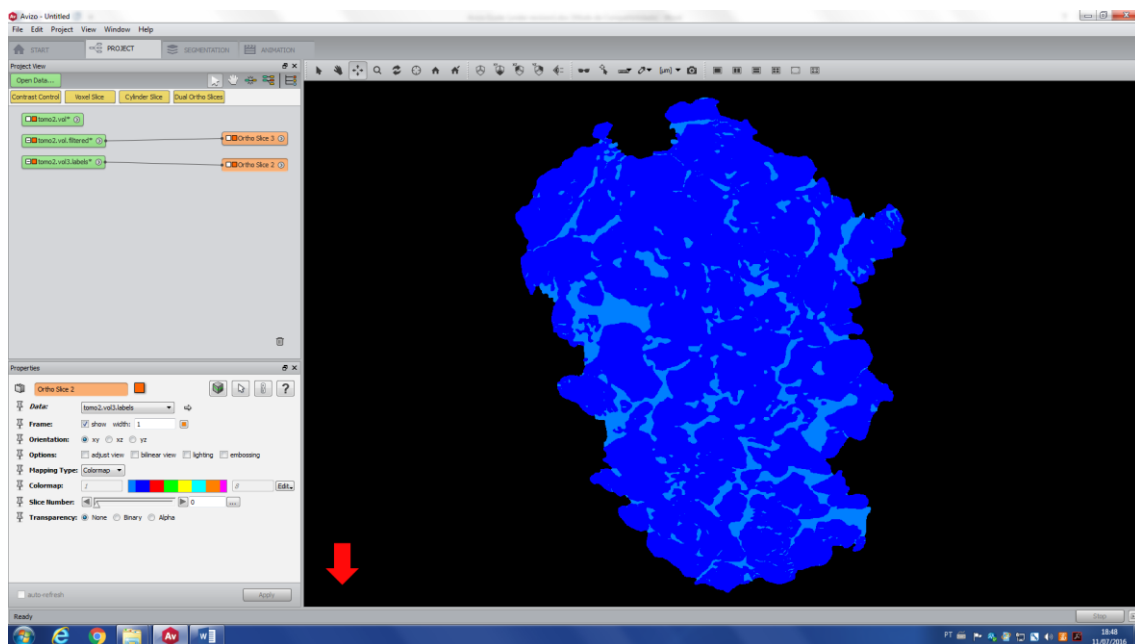 Avizo - Untitled
File Edit Project View Window Help
START PROJECT SEGMENTATION ANIMATION
Project View
Open Data...
Contrast Control Voxel Slice Cylinder Slice Dual Ortho Slices
tomo2.vol*
tomo2.vol.filtered* Ortho Slice 3
tomo2.vol3.labels* Ortho Slice 2
Properties
Ortho Slice 2
Data: tomo2.vol3.labels
Frame: show width: 1
Orientation: xy xz yz
Options: adjust view bilinear view lighting embossing
Mapping Type: Colormap
Colormap: / // Edit
Slice Number: 0 ...
Transparency: None Binary Alpha
auto-refresh Apply
Ready Stop
PT 18:48
11/07/2016